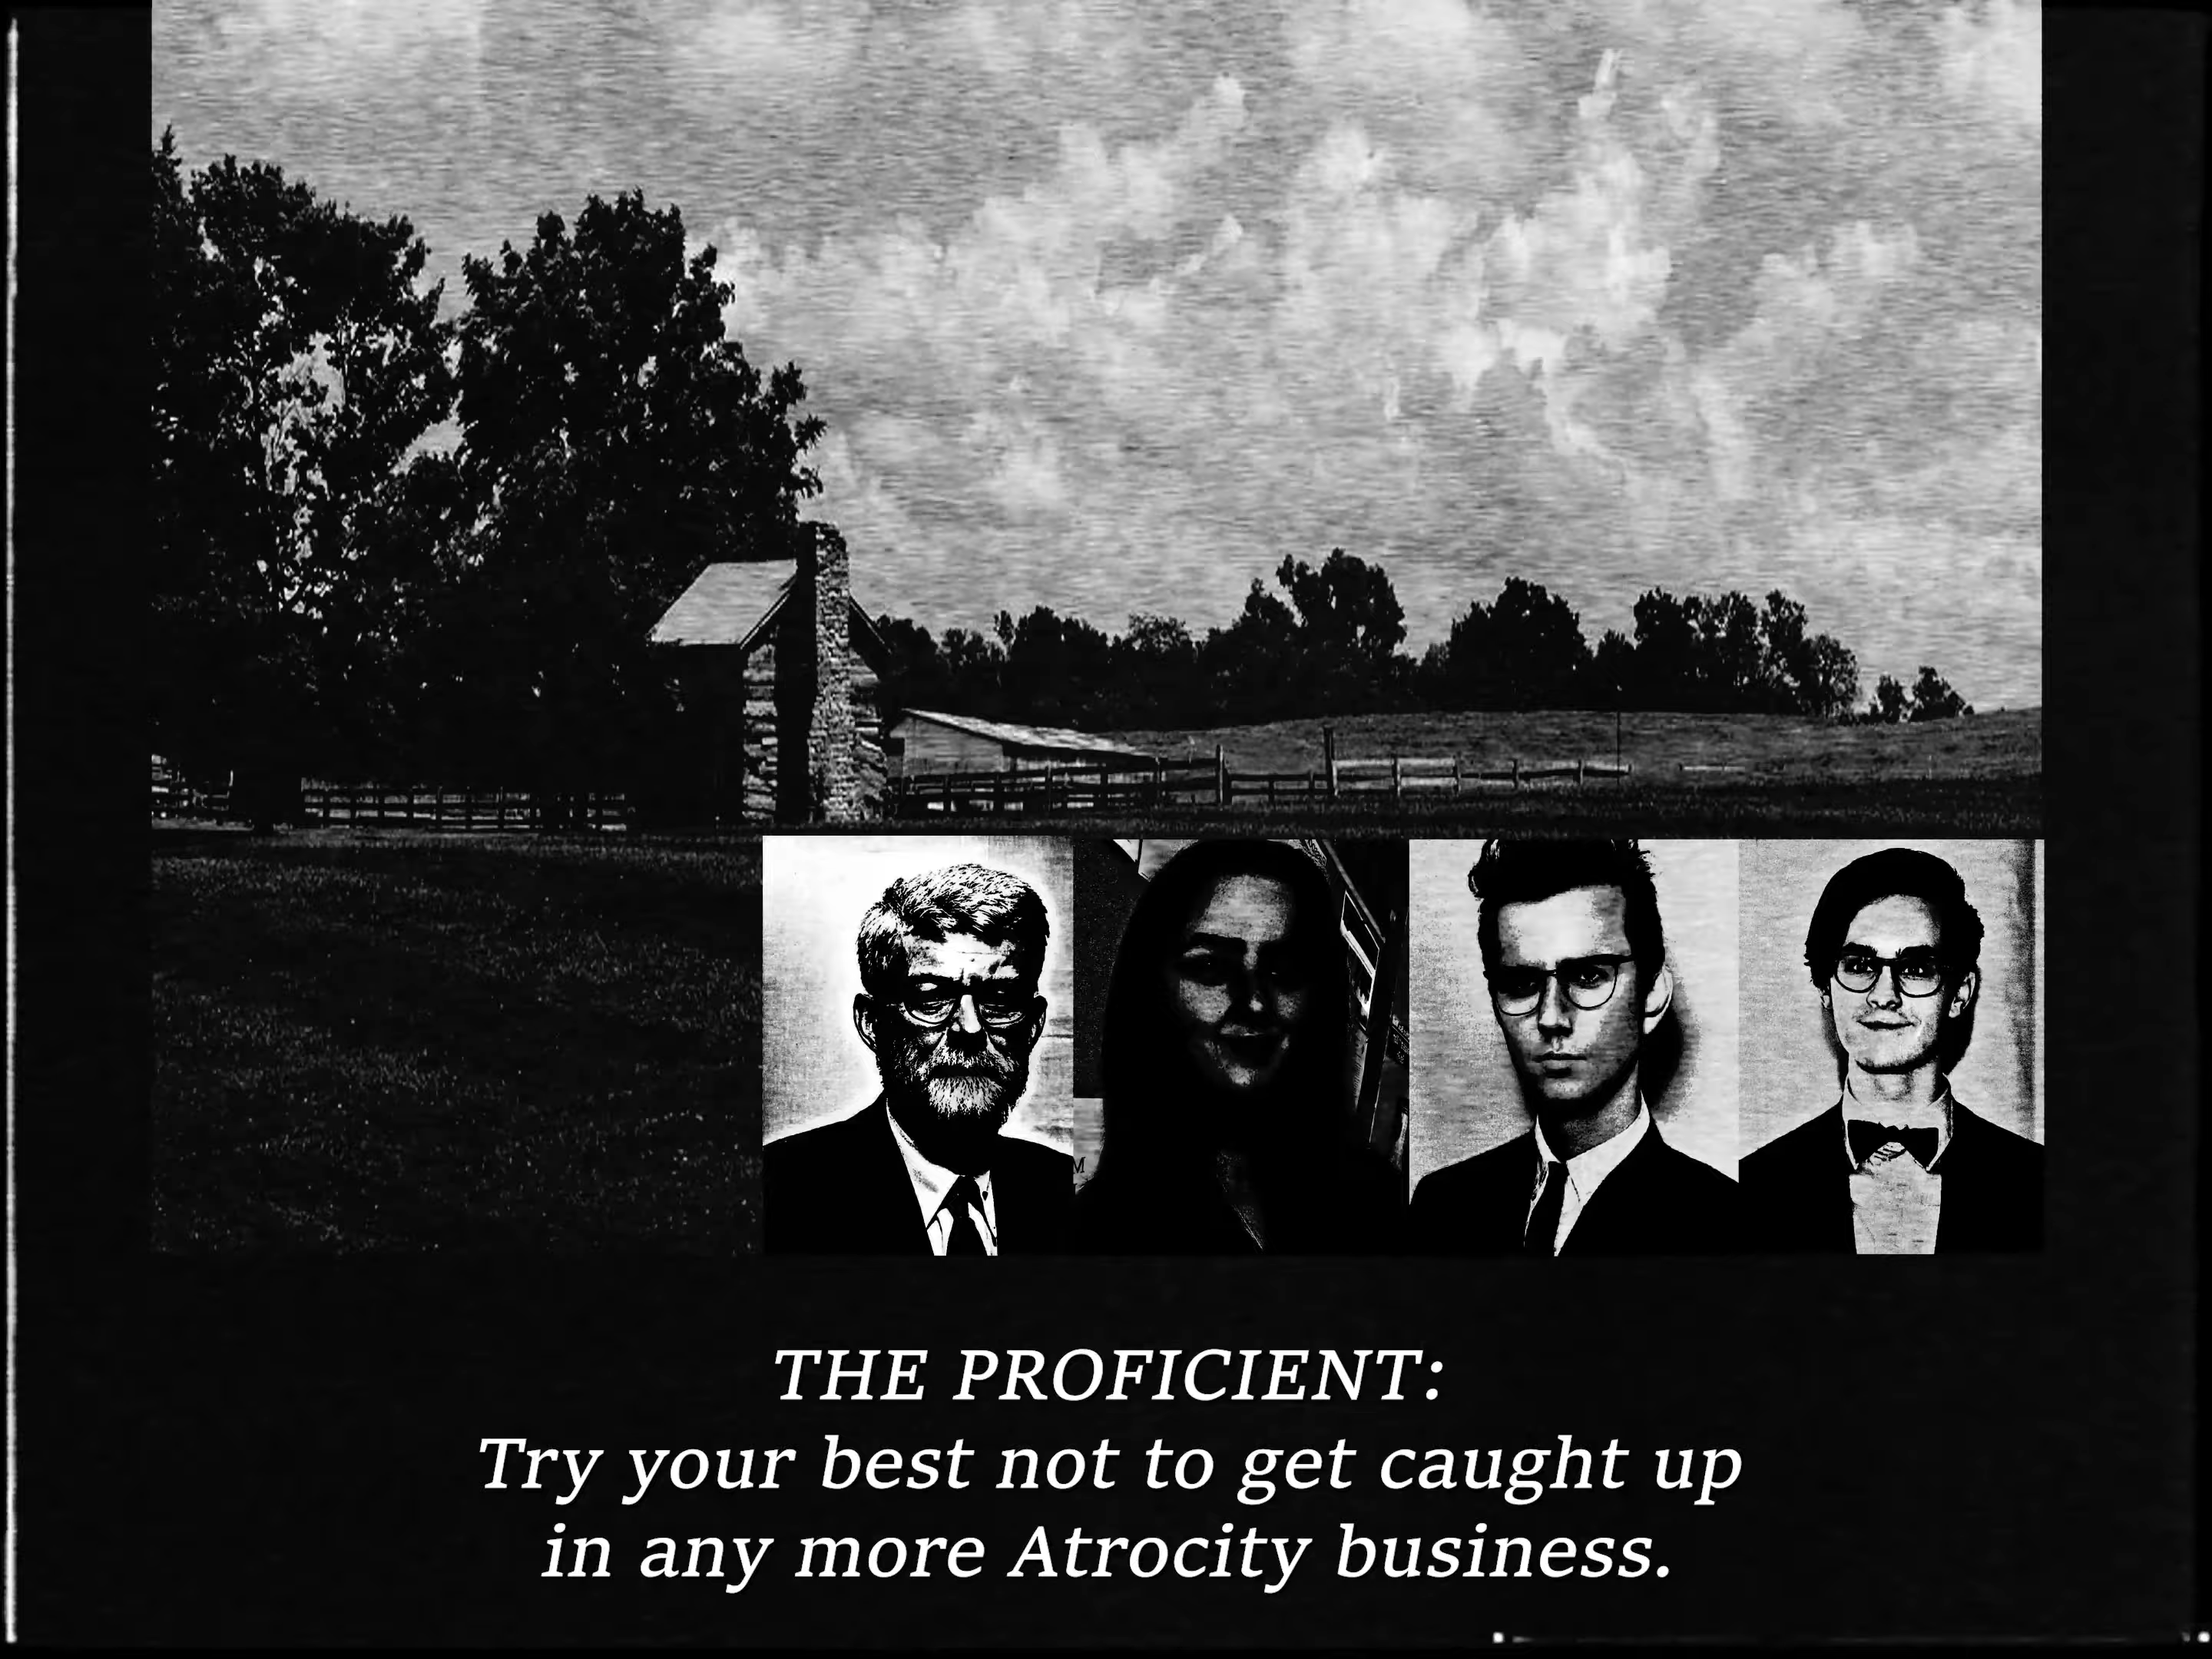 M
THE PROFICIENT:
Try your best not to get caught up
in any more Atrocity business.